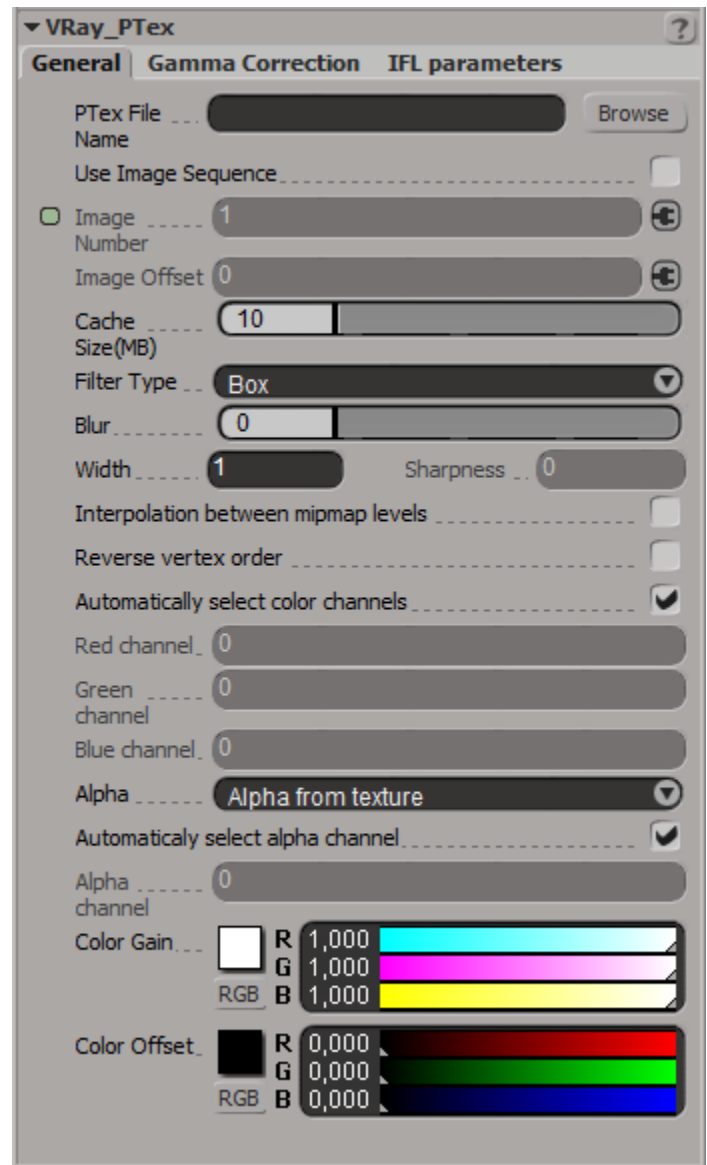 VRay_PTex ?
General Gamma Correction IFL parameters
PTex File Browse
Name
Use Image Sequence
Image 1
Number
Image Offset 0
Cache 10
Size(MB)
Filter Type Box
Blur 0
Width 1 Sharpness 0
Interpolation between mipmap levels
Reverse vertex order
Automatically select color channels
Red channel 0
Green 0
channel
Blue channel 0
Alpha Alpha from texture
Automaticaly select alpha channel
Alpha 0
channel
Color Gain R 1,000
G 1,000
RGB B 1,000
Color Offset R 0,000
G 0,000
RGB B 0,000